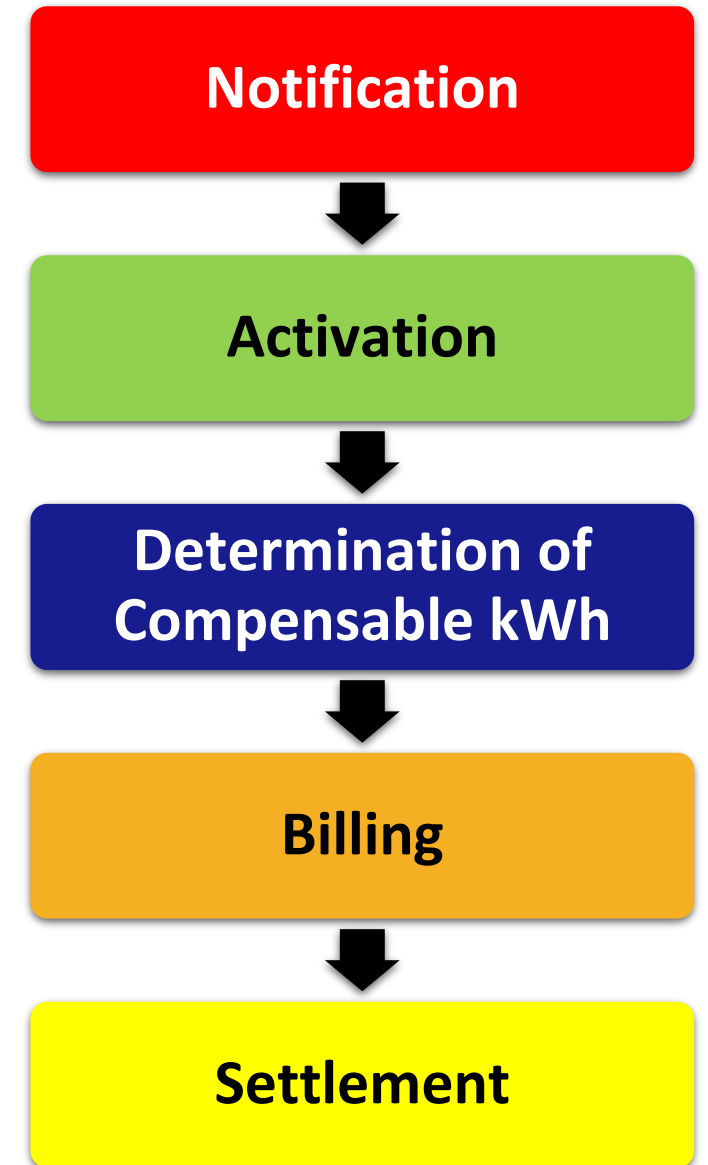 Notification
Activation
Determination of
Compensable kWh
Billing
Settlement